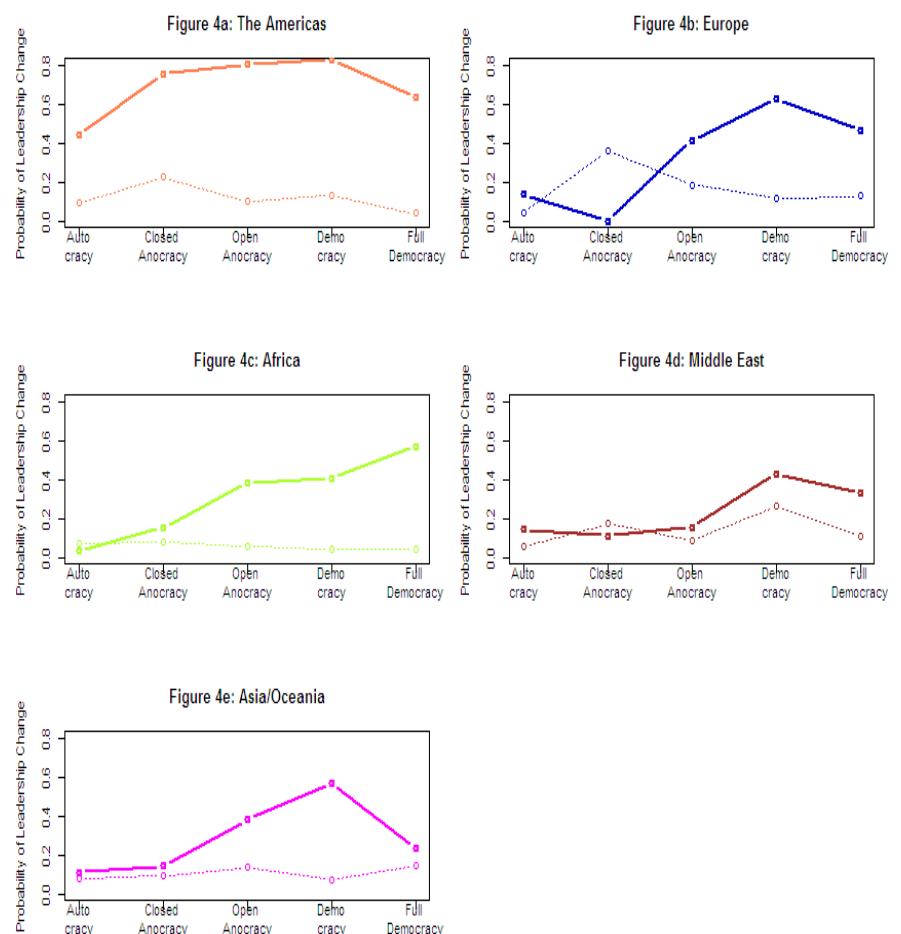 Figure 4a: The Americas
Probability of Leadership Change
0.0 0.2 0.4 0.6 0.8
Auto Closed Open Demo Full
cracy Anocracy Anocracy cracy Democracy
Figure 4b: Europe
Probability of Leadership Change
0.0 0.2 0.4 0.6 0.8
Auto Closed Open Demo Full
cracy Anocracy Anocracy cracy Democracy
Figure 4c: Africa
Probability of Leadership Change
0.0 0.2 0.4 0.6 0.8
Auto Closed Open Demo Full
cracy Anocracy Anocracy cracy Democracy
Figure 4d: Middle East
Probability of Leadership Change
0.0 0.2 0.4 0.6 0.8
Auto Closed Open Demo Full
cracy Anocracy Anocracy cracy Democracy
Figure 4e: Asia/Oceania
Probability of Leadership Change
0.0 0.2 0.4 0.6 0.8
Auto Closed Open Demo Full
cracy Anocracy Anocracy cracy Democracy